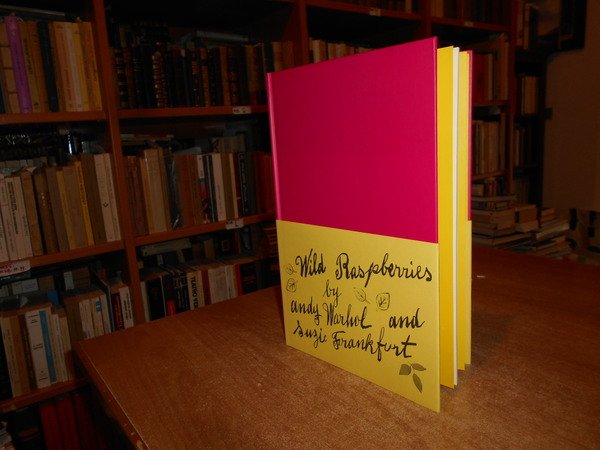 Wild Raspberries
by
andy Warhol and
Suzie Frankfurt